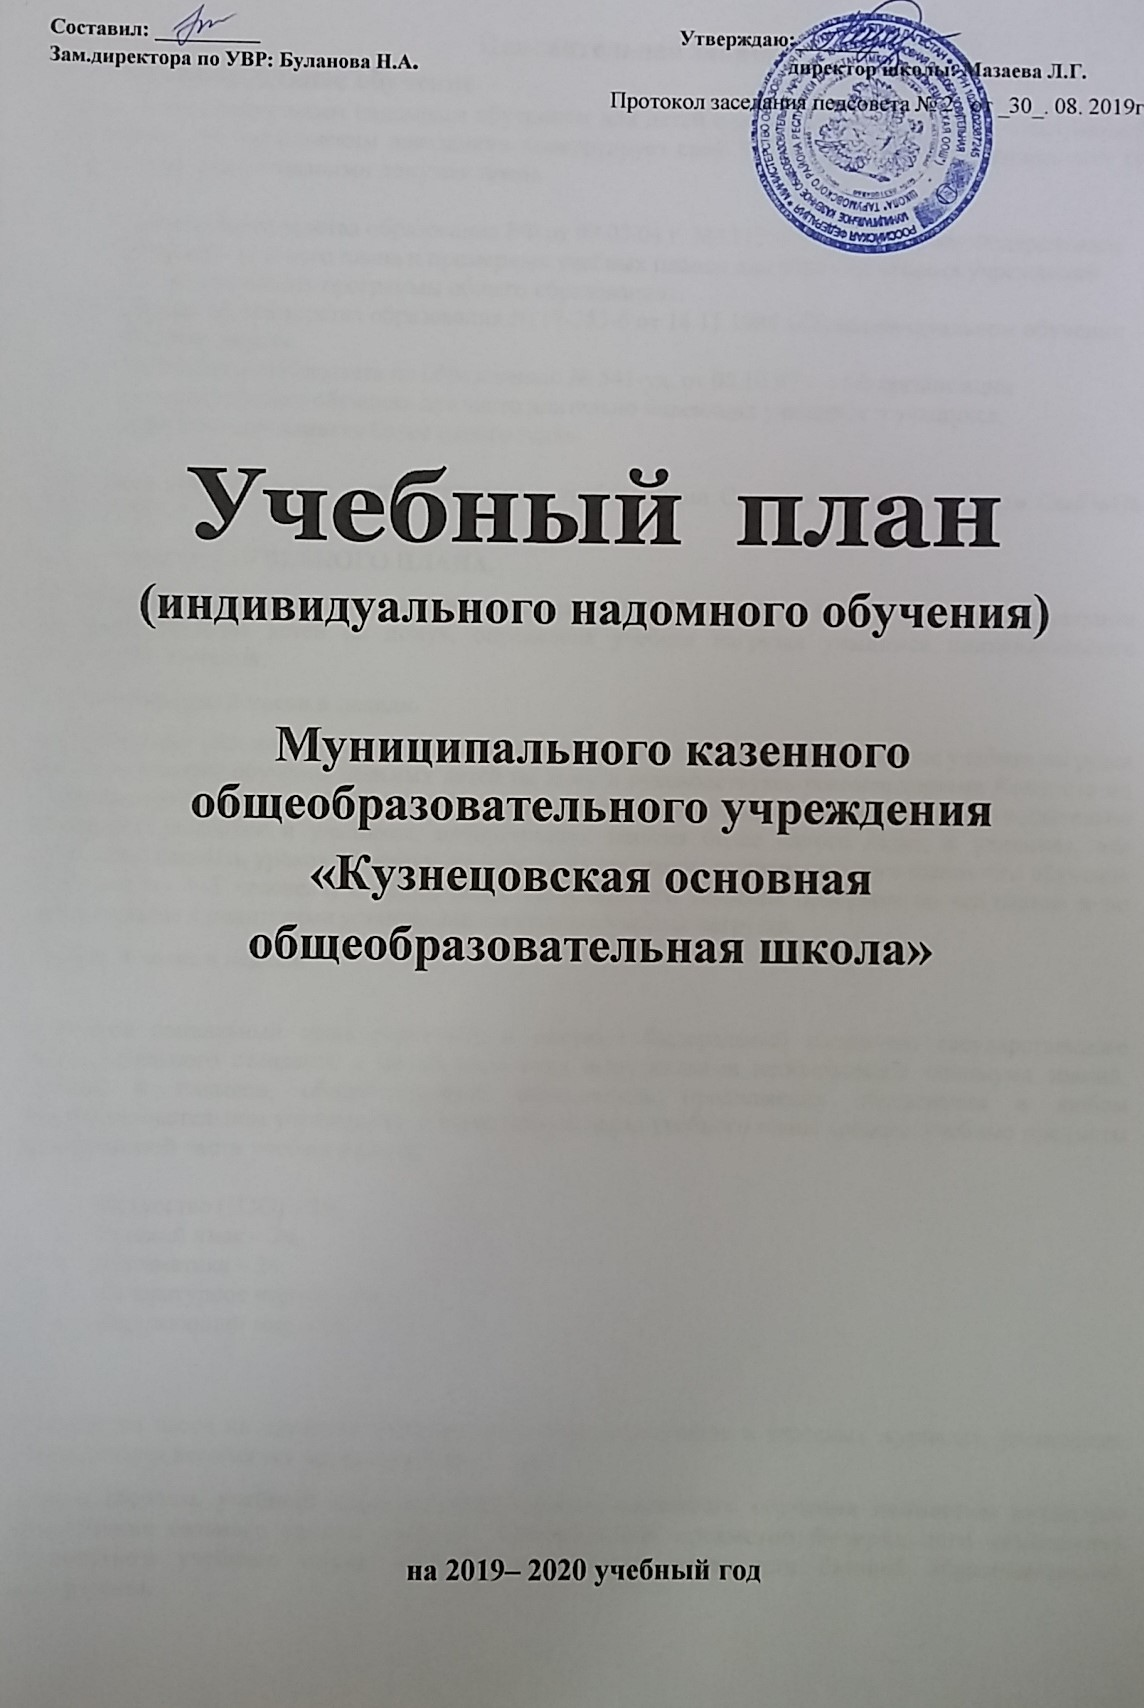 Составил: __________
Зам.директора по УВР: Буланова Н.А.
Утверждаю:
директор школы: Мазаева Л.Г.
Протокол заседания педсовета № 2 от _30_. 08. 2019г
Учебный план
(индивидуального надомного обучения)
Муниципального казенного
общеобразовательного учреждения
«Кузнецовская основная
общеобразовательная школа»
на 2019– 2020 учебный год